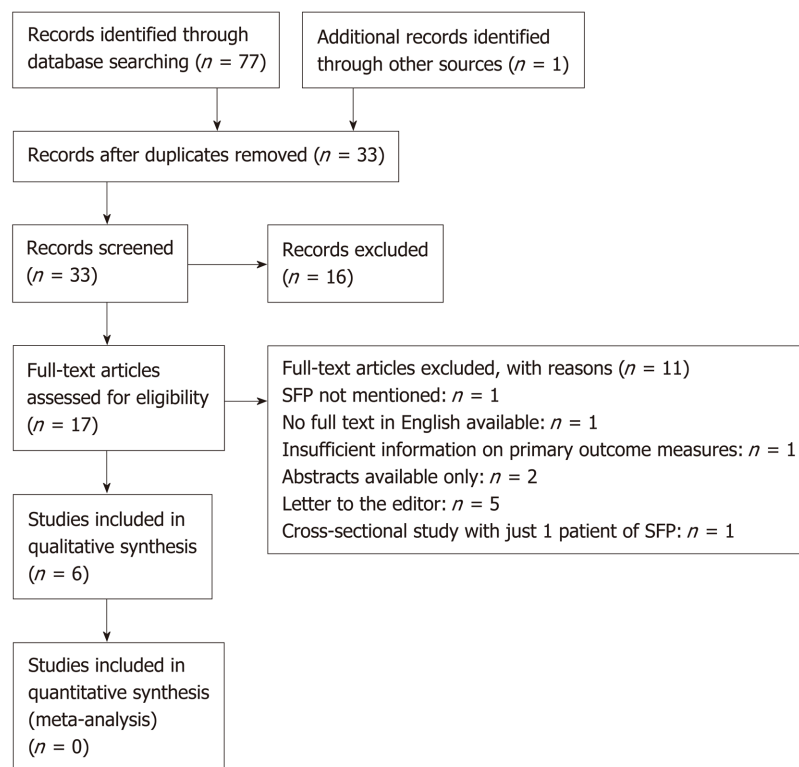 Records identified through
database searching (n = 77)
Additional records identified
through other sources (n = 1)
Records after duplicates removed (n = 33)
Records screened
(n = 33)
Records excluded
(n = 16)
Full-text articles
assessed for eligibility
(n = 17)
Full-text articles excluded, with reasons (n = 11)
SFP not mentioned: n = 1
No full text in English available: n = 1
Insufficient information on primary outcome measures: n = 1
Abstracts available only: n = 2
Letter to the editor: n = 5
Cross-sectional study with just 1 patient of SFP: n = 1
Studies included in
qualitative synthesis
(n = 6)
Studies included in
quantitative synthesis
(meta-analysis)
(n = 0)